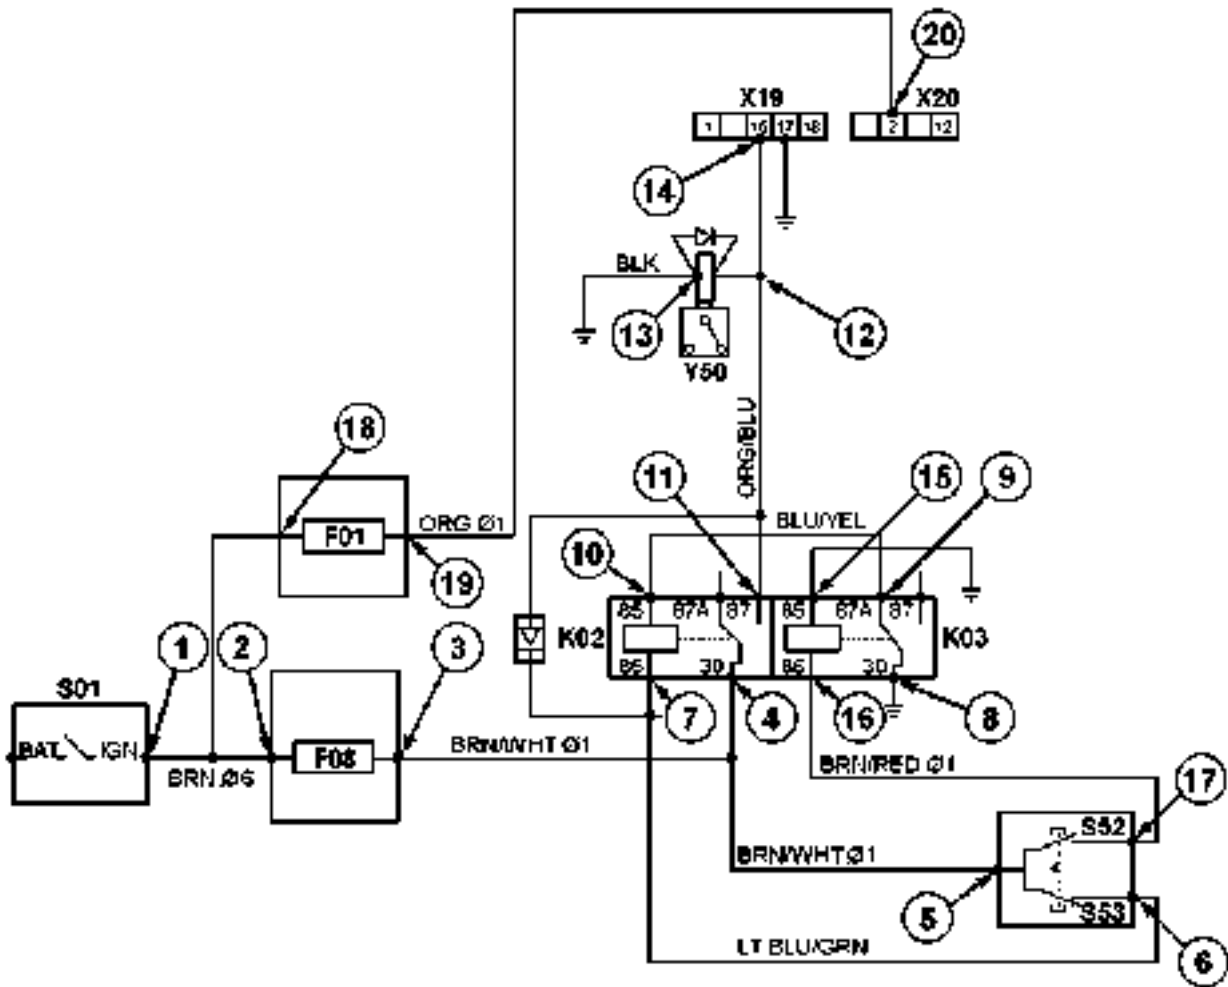 20
X19
X20
1
16
17
18
2
12
14
BLK
13
12
Y50
ORG/BLU
18
11
15
9
BLU/YEL
F01
ORG Ø1
19
10
85
87A
87
85
87A
87
K02
K03
86
30
86
30
1
2
3
7
4
16
8
S01
BAT
IGN
BRN Ø6
F08
BRN/WHT Ø1
BRN/RED Ø1
17
S52
BRN/WHT Ø1
5
S53
LT BLU/GRN
6